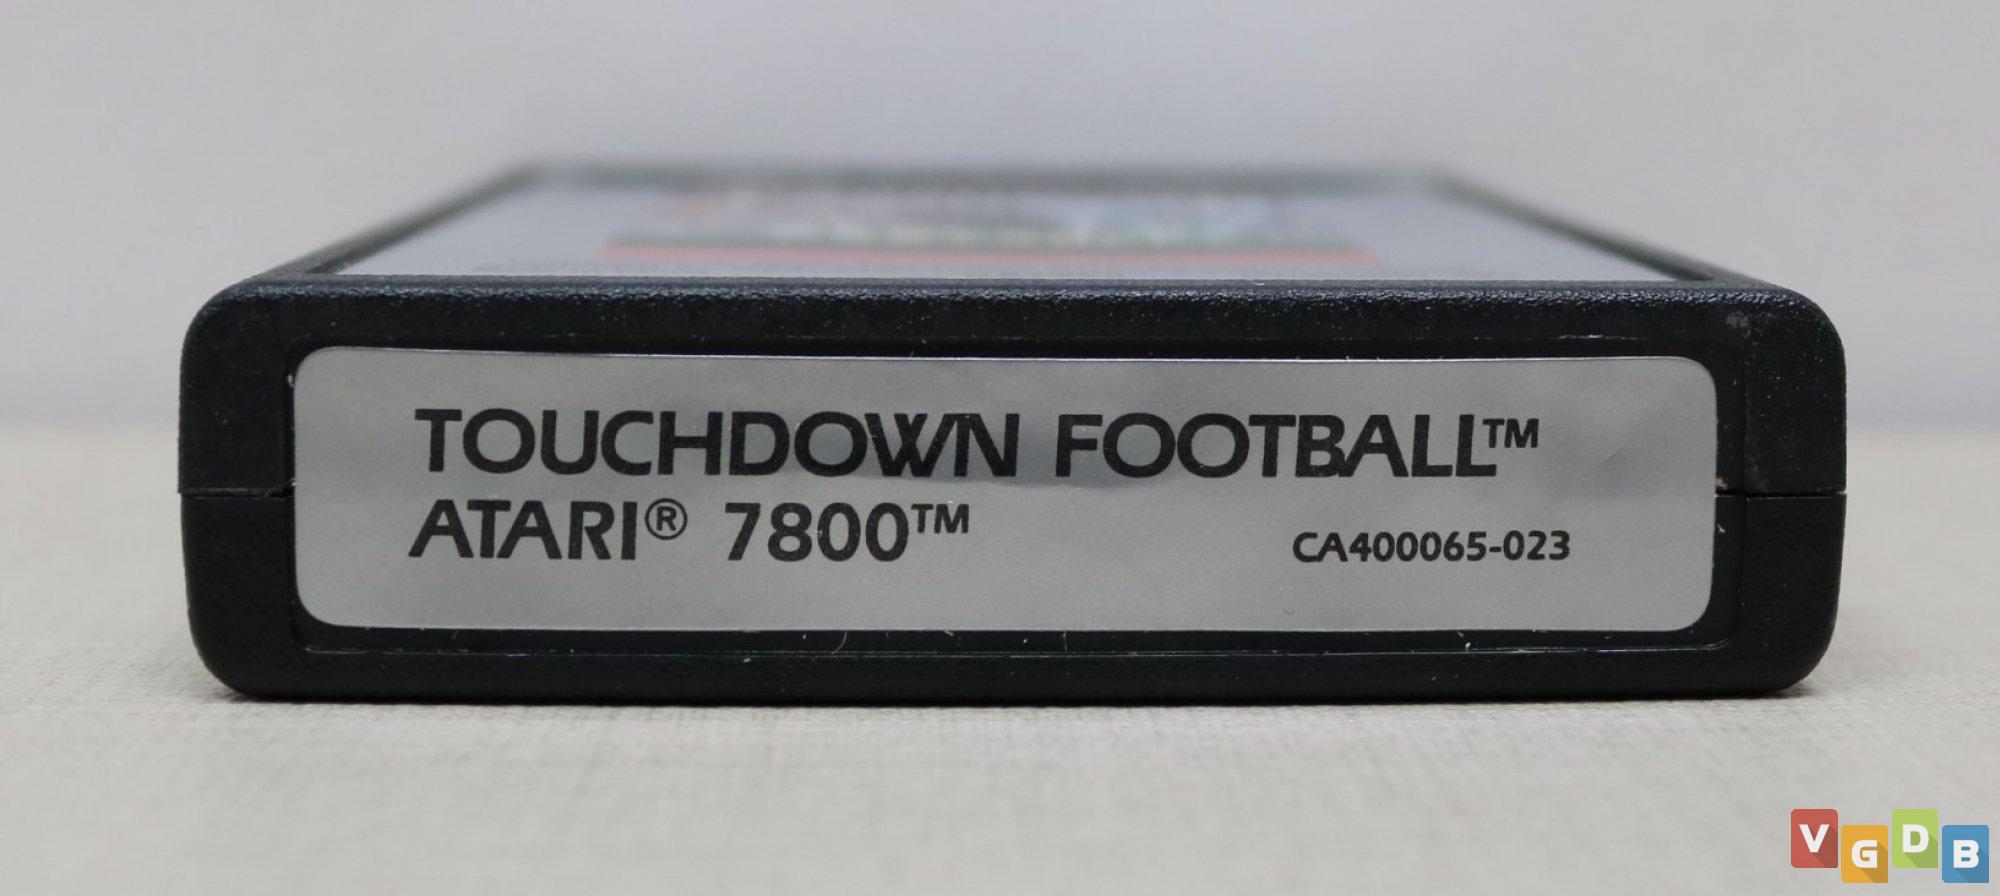 TOUCHDOWN FOOTBALL™
ATARI® 7800™
CA400065-023
VGDB